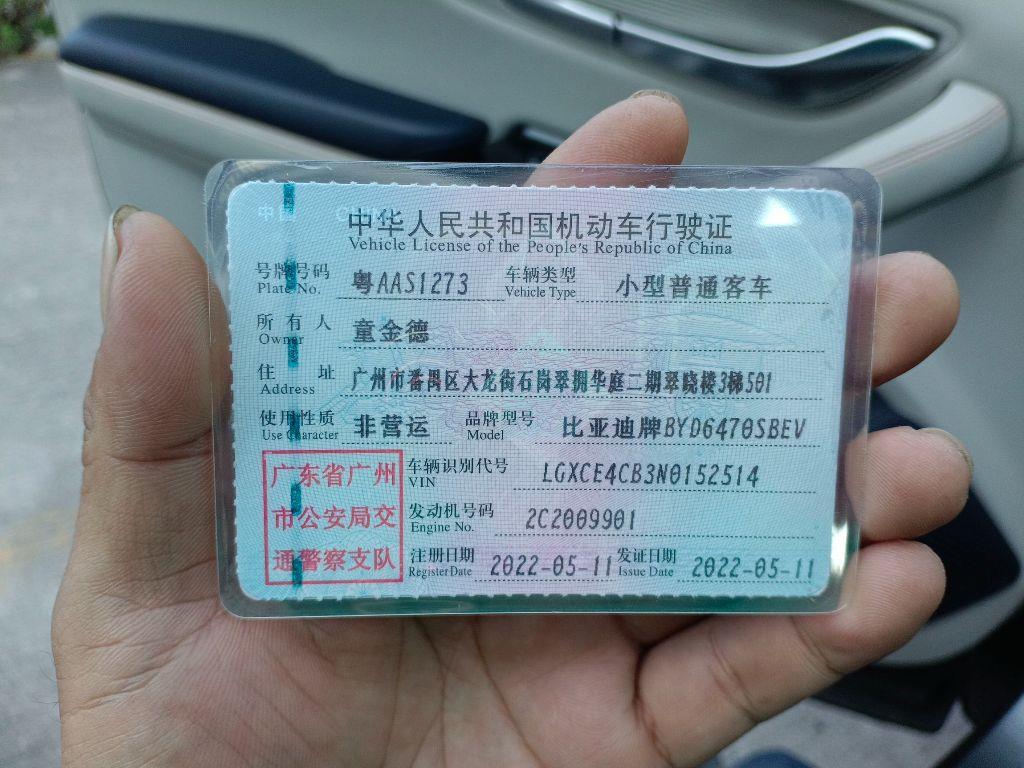 中华人民共和国机动车行驶证
Vehicle License of the People's Republic of China
号牌号码 粤AAS1273 车辆类型 小型普通客车
Plate No. Vehicle Type
所有人 童金德
Owner
住址 广州市番禺区大龙街石岗翠拥华庭二期翠晓楼3梯501
Address
使用性质 非营运 品牌型号 比亚迪牌BYD6470SBEV
Use Character Model
车辆识别代号 LGXCE4CB3N0152514
VIN
发动机号码 2C2009901
Engine No.
注册日期 2022-05-11 发证日期 2022-05-11
Register Date Issue Date
广东省广州
市公安局交
通警察支队